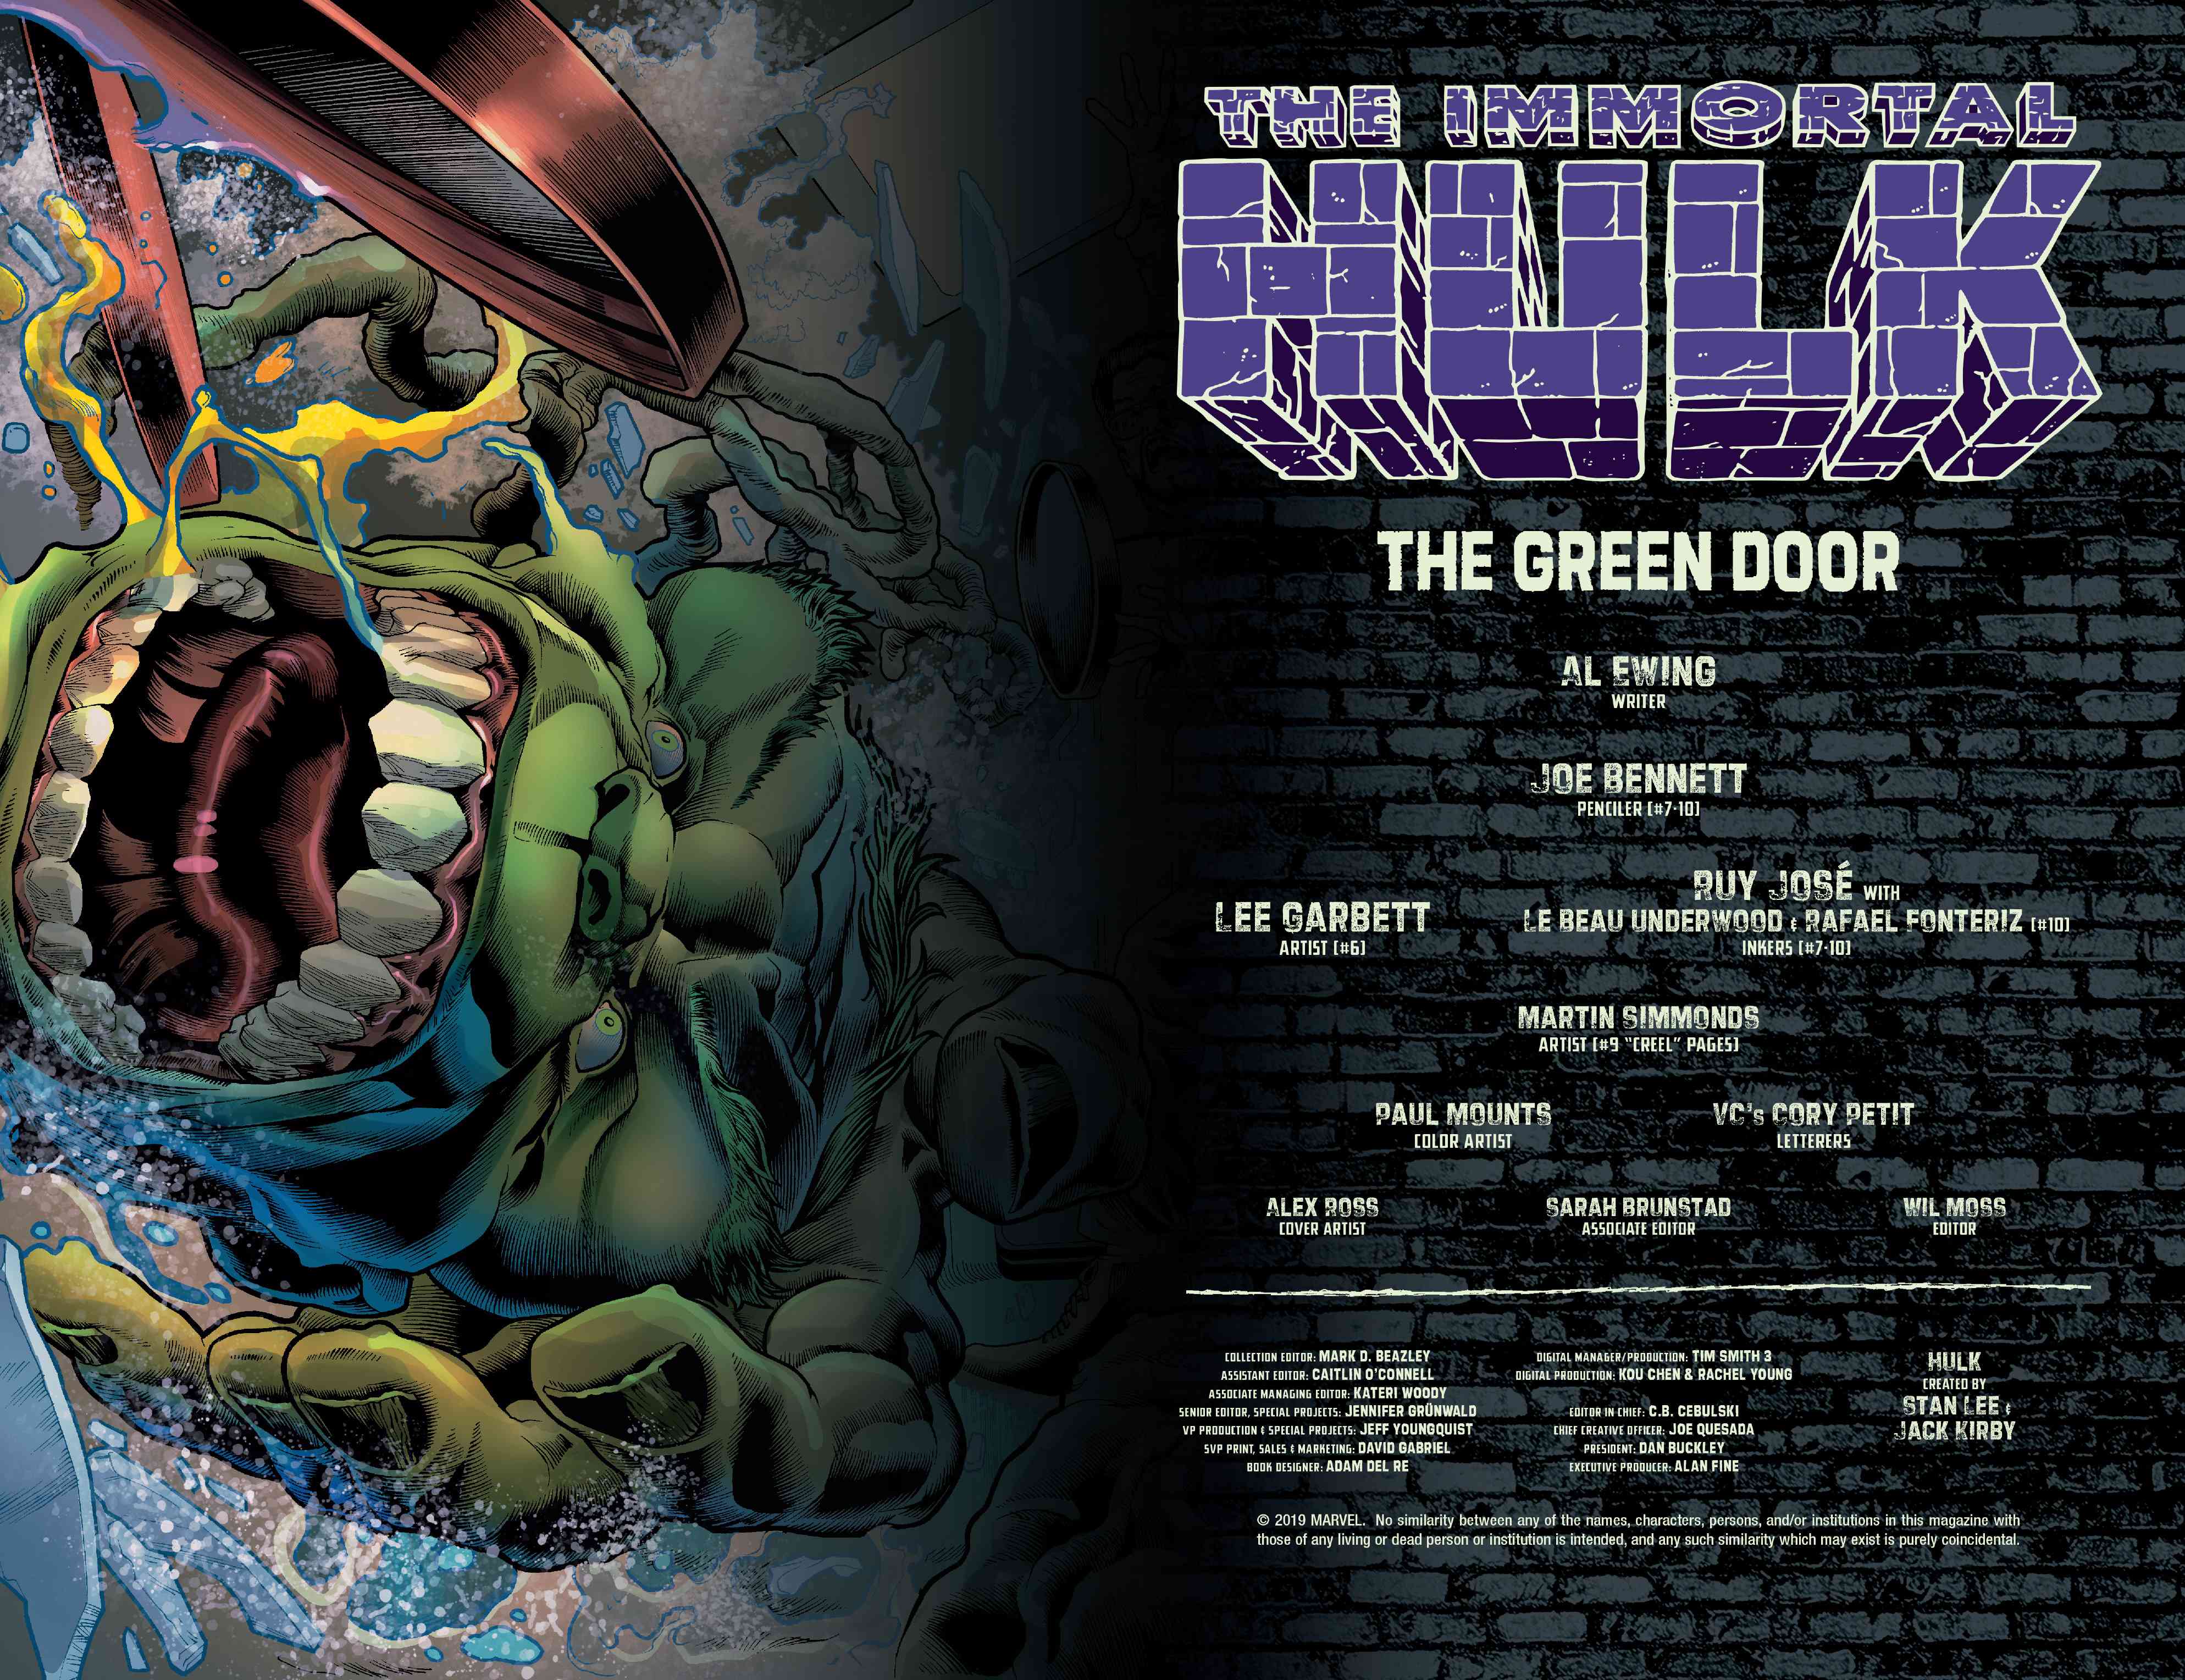 THE IMMORTAL
HULK
THE GREEN DOOR
AL EWING
WRITER
JOE BENNETT
PENCILER [#7-10]
LEE GARBETT
ARTIST [#6]
RUY JOSÉ WITH
LE BEAU UNDERWOOD & RAFAEL FONTERIZ [#10]
INKERS [#7-10]
MARTIN SIMMONDS
ARTIST [#9 "CREEL" PAGES]
PAUL MOUNTS
COLOR ARTIST
VC's CORY PETIT
LETTERERS
ALEX ROSS
COVER ARTIST
SARAH BRUNSTAD
ASSOCIATE EDITOR
WIL MOSS
EDITOR
COLLECTION EDITOR: MARK D. BEAZLEY
ASSISTANT EDITOR: CAITLIN O'CONNELL
ASSOCIATE MANAGING EDITOR: KATERI WOODY
SENIOR EDITOR, SPECIAL PROJECTS: JENNIFER GRÜNWALD
VP PRODUCTION & SPECIAL PROJECTS: JEFF YOUNGQUIST
SVP PRINT, SALES & MARKETING: DAVID GABRIEL
BOOK DESIGNER: ADAM DEL RE
DIGITAL MANAGER/PRODUCTION: TIM SMITH 3
DIGITAL PRODUCTION: KOU CHEN & RACHEL YOUNG
EDITOR IN CHIEF: C.B. CEBULSKI
CHIEF CREATIVE OFFICER: JOE QUESADA
PRESIDENT: DAN BUCKLEY
EXECUTIVE PRODUCER: ALAN FINE
HULK
CREATED BY
STAN LEE &
JACK KIRBY
© 2019 MARVEL. No similarity between any of the names, characters, persons, and/or institutions in this magazine with
those of any living or dead person or institution is intended, and any such similarity which may exist is purely coincidental.